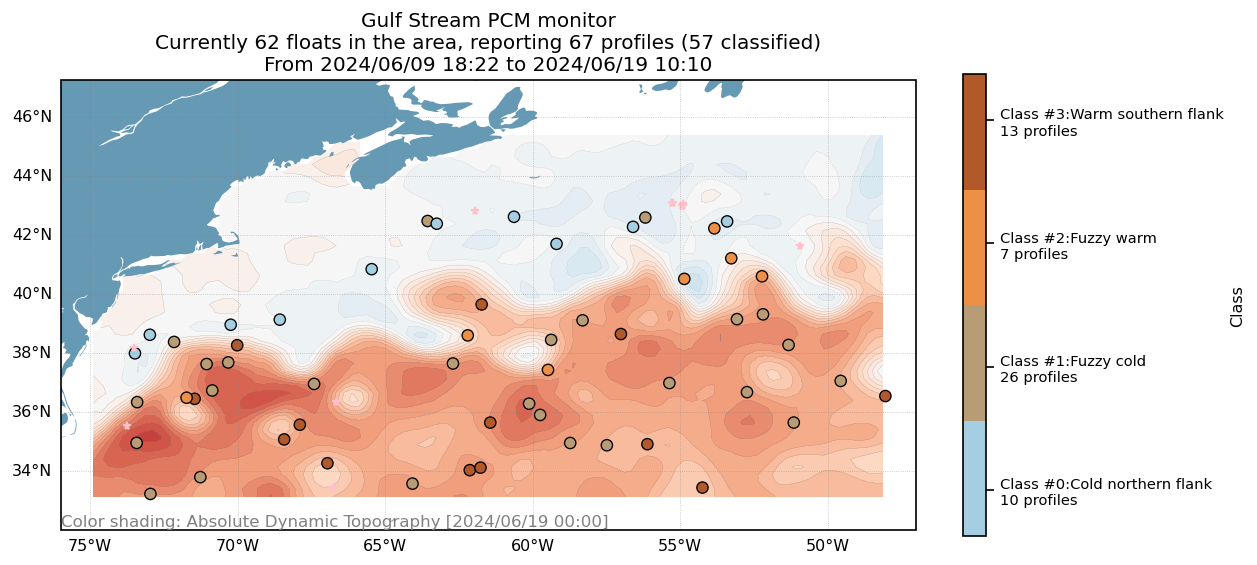 Gulf Stream PCM monitor
Currently 62 floats in the area, reporting 67 profiles (57 classified)
From 2024/06/09 18:22 to 2024/06/19 10:10
46°N
44°N
42°N
40°N
38°N
36°N
34°N
Color shading: Absolute Dynamic Topography [2024/06/19 00:00]
75°W 70°W 65°W 60°W 55°W 50°W
Class #3:Warm southern flank
13 profiles
Class #2:Fuzzy warm
7 profiles
Class #1:Fuzzy cold
26 profiles
Class #0:Cold northern flank
10 profiles
Class